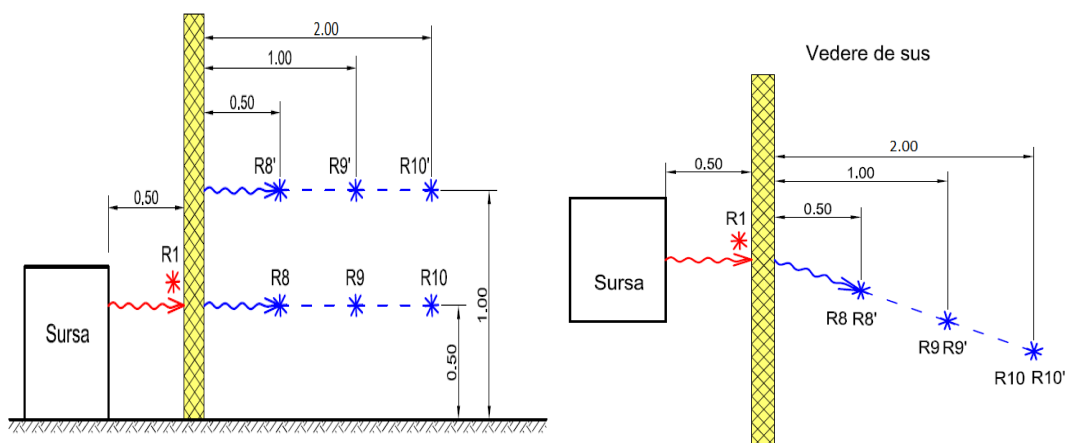 2.00
1.00
0.50
R8' R9' R10'
0.50
R1
R8 R9 R10
Sursa
1.00
0.50
Vedere de sus
2.00
0.50
1.00
0.50
R1
Sursa
R8 R8'
R9 R9'
R10 R10'